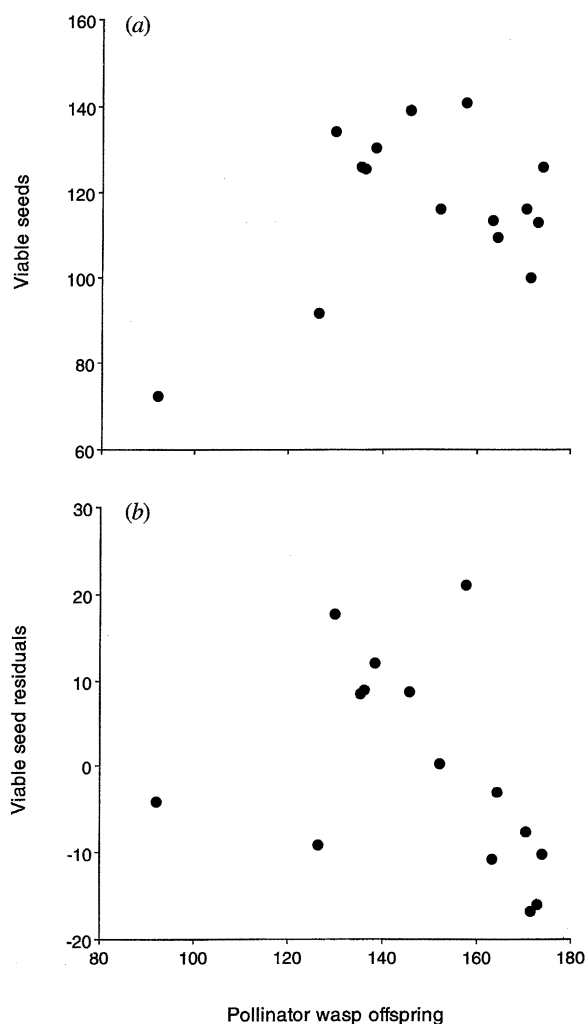 (a)
160
140
120
100
80
60
Viable seeds
(b)
30
20
10
0
-10
-20
Viable seed residuals
80 100 120 140 160 180
Pollinator wasp offspring